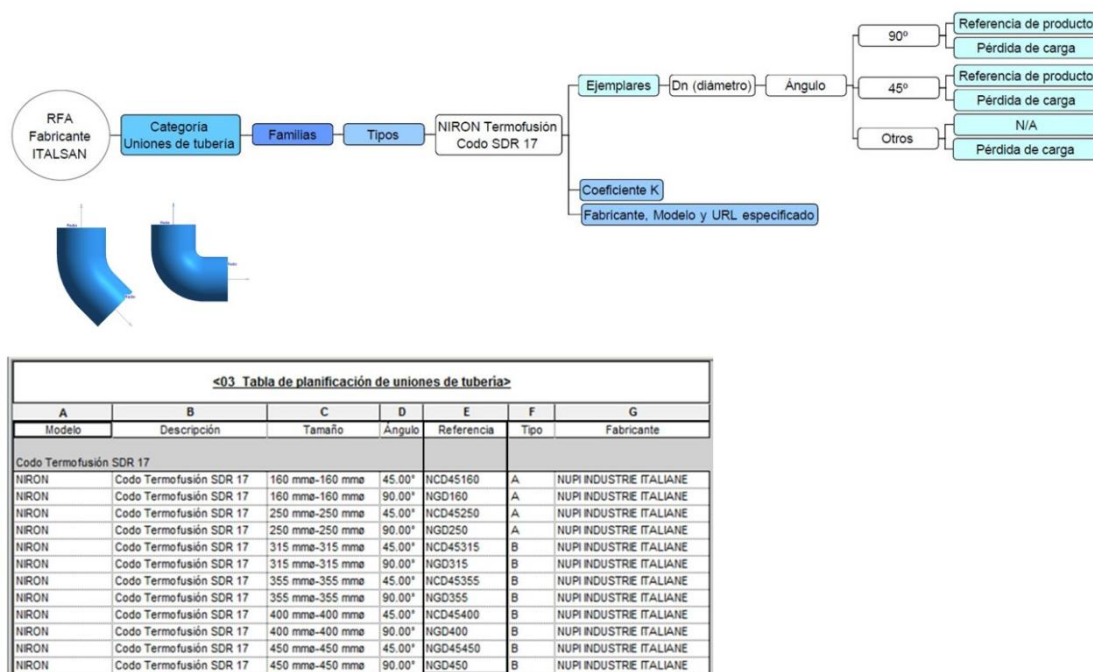 RFA
Fabricante
ITALSAN
Categoría
Uniones de tubería
Familias
Tipos
NIRON Termofusión
Codo SDR 17
Ejemplares
Dn (diámetro)
Ángulo
90º
Referencia de producto
Pérdida de carga
45º
Referencia de producto
Pérdida de carga
Otros
N/A
Pérdida de carga
Coeficiente K
Fabricante, Modelo y URL especificado
<03 Tabla de planificación de uniones de tubería>
A B C D E F G
Modelo Descripción Tamaño Ángulo Referencia Tipo Fabricante
Codo Termofusión SDR 17
NIRON Codo Termofusión SDR 17 160 mmø-160 mmø 45.00° NCD45160 A NUPI INDUSTRIE ITALIANE
NIRON Codo Termofusión SDR 17 160 mmø-160 mmø 90.00° NGD160 A NUPI INDUSTRIE ITALIANE
NIRON Codo Termofusión SDR 17 250 mmø-250 mmø 45.00° NCD45250 A NUPI INDUSTRIE ITALIANE
NIRON Codo Termofusión SDR 17 250 mmø-250 mmø 90.00° NGD250 A NUPI INDUSTRIE ITALIANE
NIRON Codo Termofusión SDR 17 315 mmø-315 mmø 45.00° NCD45315 B NUPI INDUSTRIE ITALIANE
NIRON Codo Termofusión SDR 17 315 mmø-315 mmø 90.00° NGD315 B NUPI INDUSTRIE ITALIANE
NIRON Codo Termofusión SDR 17 355 mmø-355 mmø 45.00° NCD45355 B NUPI INDUSTRIE ITALIANE
NIRON Codo Termofusión SDR 17 355 mmø-355 mmø 90.00° NGD355 B NUPI INDUSTRIE ITALIANE
NIRON Codo Termofusión SDR 17 400 mmø-400 mmø 45.00° NCD45400 B NUPI INDUSTRIE ITALIANE
NIRON Codo Termofusión SDR 17 400 mmø-400 mmø 90.00° NGD400 B NUPI INDUSTRIE ITALIANE
NIRON Codo Termofusión SDR 17 450 mmø-450 mmø 45.00° NGD45450 B NUPI INDUSTRIE ITALIANE
NIRON Codo Termofusión SDR 17 450 mmø-450 mmø 90.00° NGD450 B NUPI INDUSTRIE ITALIANE